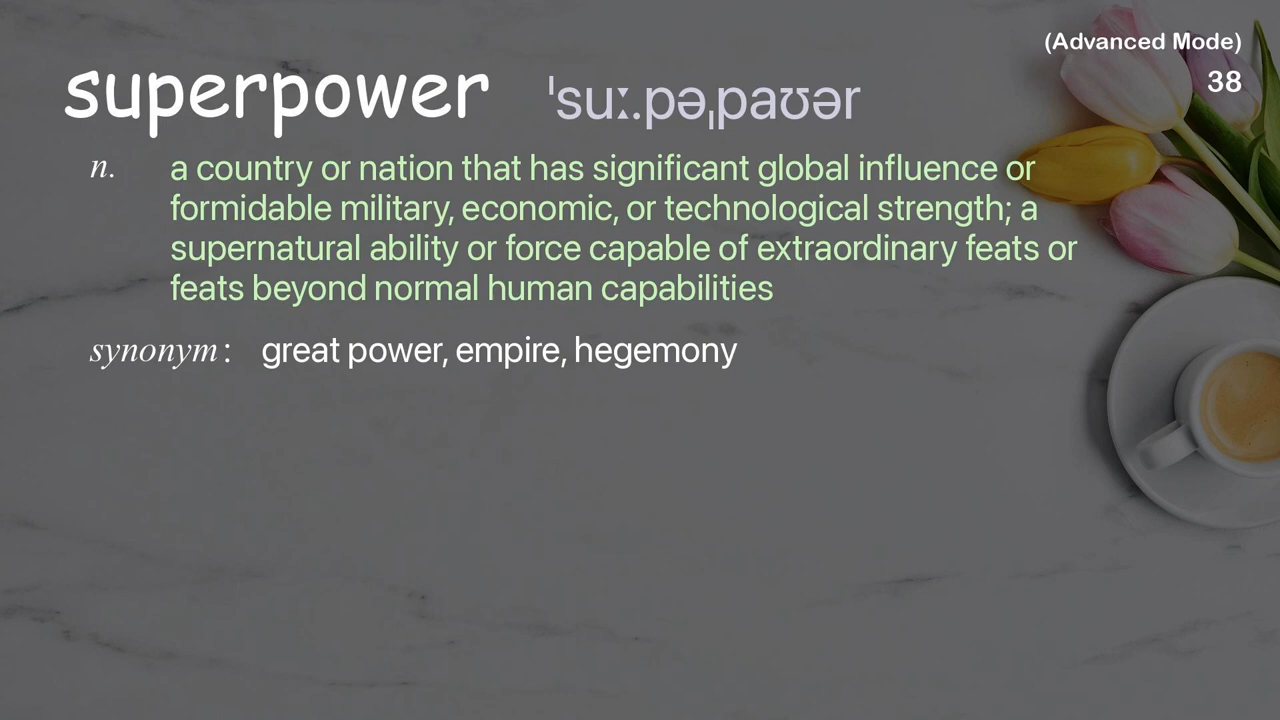 (Advanced Mode)
superpower ˈsuː.pəˌpaʊər
38
n. a country or nation that has significant global influence or
formidable military, economic, or technological strength; a
supernatural ability or force capable of extraordinary feats or
feats beyond normal human capabilities
synonym: great power, empire, hegemony